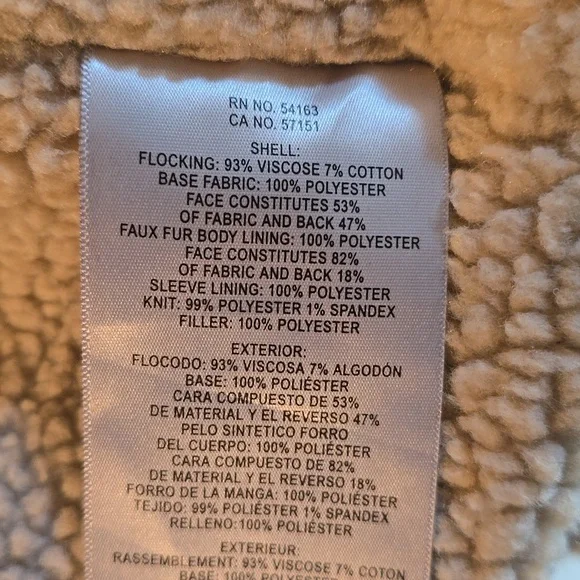 RN NO. 54163
CA NO. 57151
SHELL:
FLOCKING: 93% VISCOSE 7% COTTON
BASE FABRIC: 100% POLYESTER
FACE CONSTITUTES 53%
OF FABRIC AND BACK 47%
FAUX FUR BODY LINING: 100% POLYESTER
FACE CONSTITUTES 82%
OF FABRIC AND BACK 18%
SLEEVE LINING: 100% POLYESTER
KNIT: 99% POLYESTER 1% SPANDEX
FILLER: 100% POLYESTER
EXTERIOR:
FLOCODO: 93% VISCOSA 7% ALGODÓN
BASE: 100% POLIÉSTER
CARA COMPUESTO DE 53%
DE MATERIAL Y EL REVERSO 47%
PELO SINTETICO FORRO
DEL CUERPO: 100% POLIÉSTER
CARA COMPUESTO DE 82%
DE MATERIAL Y EL REVERSO 18%
FORRO DE LA MANGA: 100% POLIÉSTER
TEJIDO: 99% POLIÉSTER 1% SPANDEX
RELLENO:100% POLIÉSTER
EXTERIEUR:
RASSEMBLEMENT: 93% VISCOSE 7% COTON
BASE: 100% POLYESTER